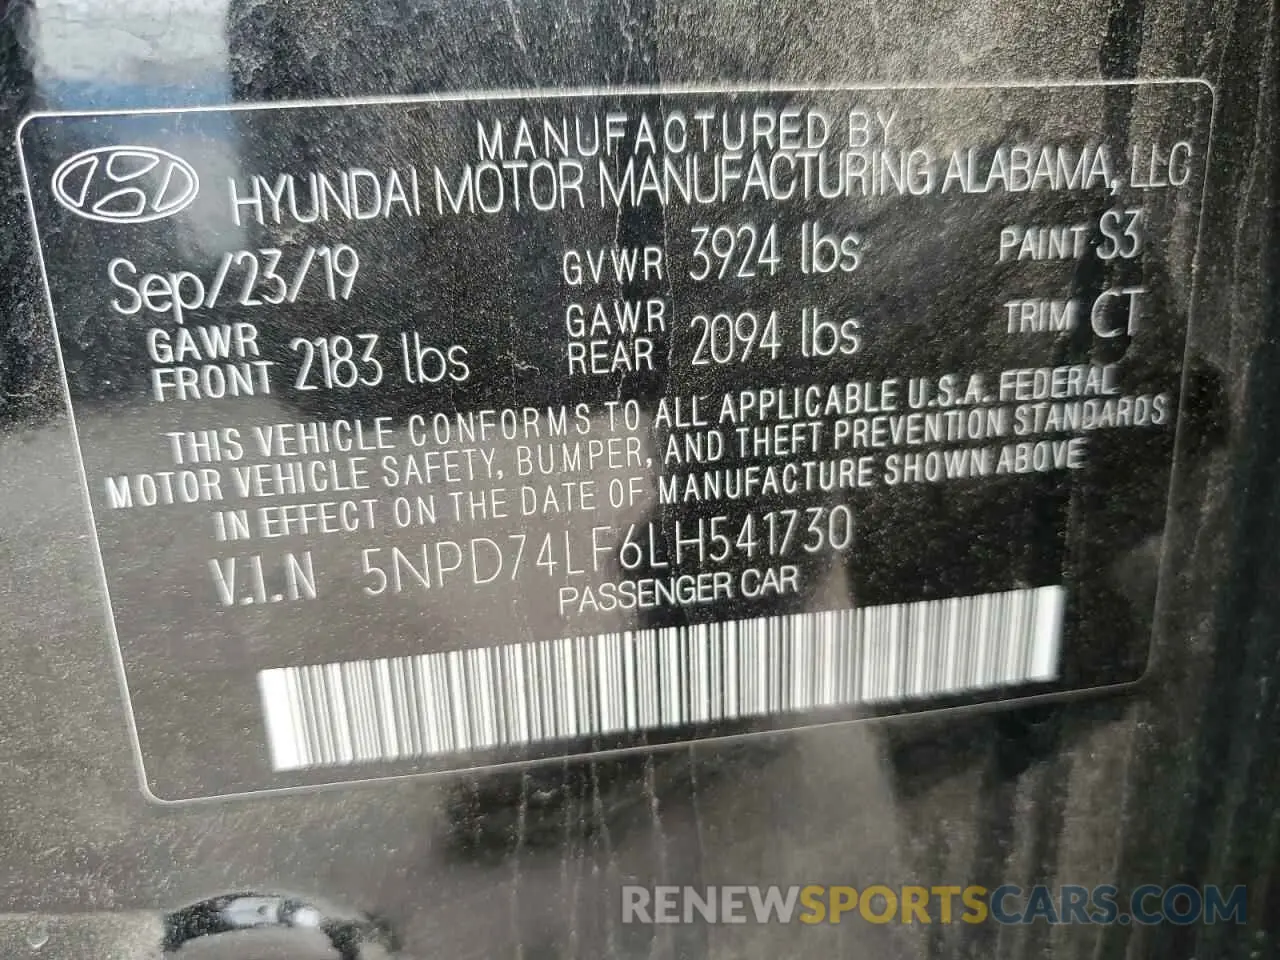 MANUFACTURED BY
HYUNDAI MOTOR MANUFACTURING ALABAMA, LLC
Sep/23/19 GVWR 3924 lbs PAINT S3
GAWR FRONT 2183 lbs GAWR REAR 2094 lbs TRIM CT
THIS VEHICLE CONFORMS TO ALL APPLICABLE U.S.A. FEDERAL
MOTOR VEHICLE SAFETY, BUMPER, AND THEFT PREVENTION STANDARDS
IN EFFECT ON THE DATE OF MANUFACTURE SHOWN ABOVE
V.I.N 5NPD74LF6LH541730
PASSENGER CAR
RENEWSPORTSCARS.COM